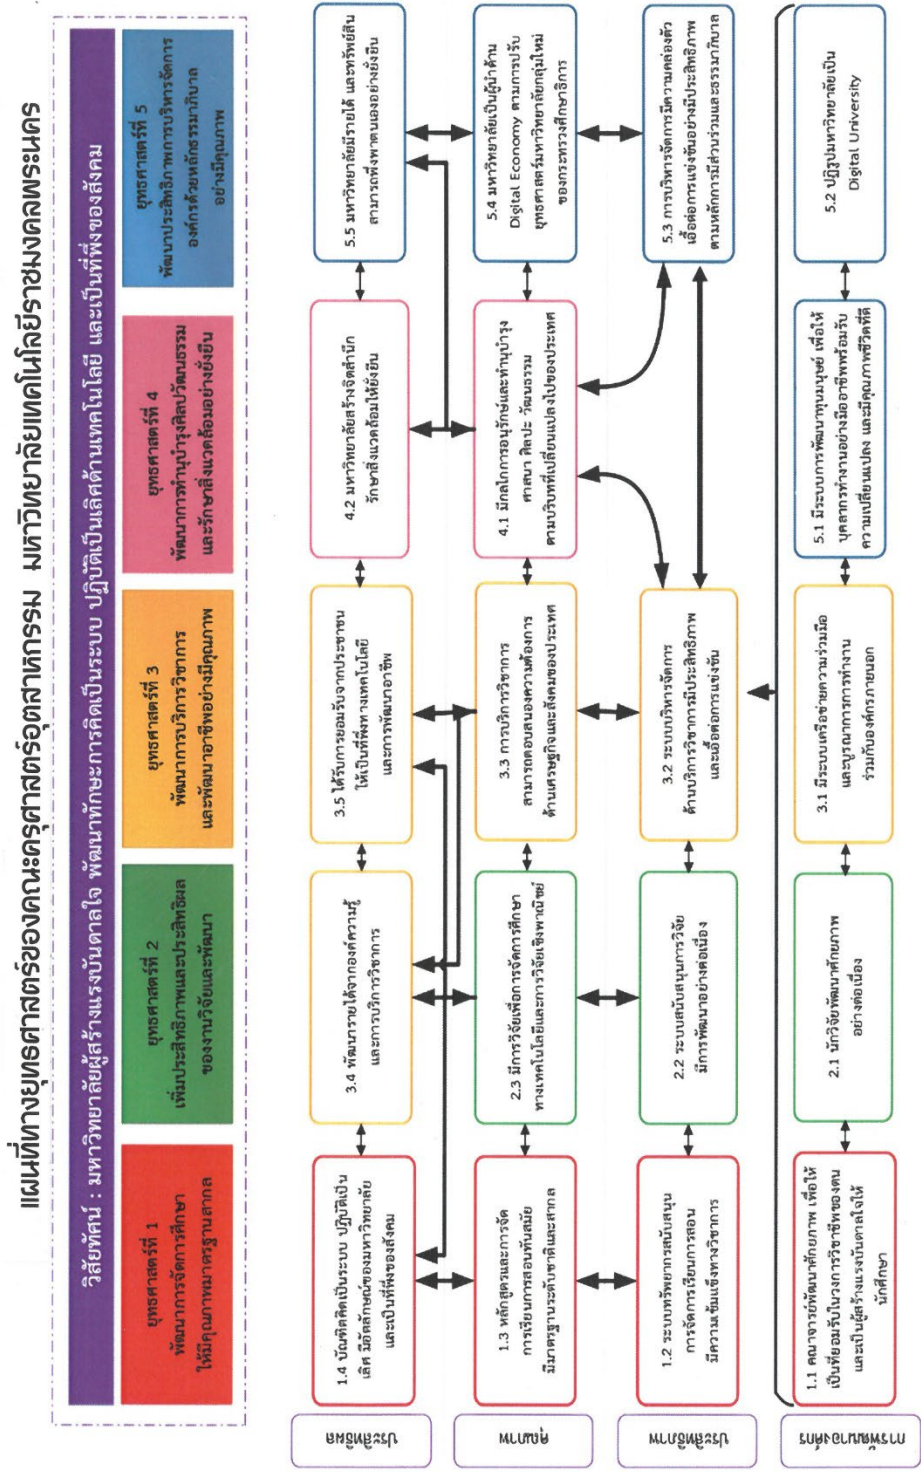 แผนที่ทางยุทธศาสตร์ของคณะครุศาสตร์อุตสาหกรรม มหาวิทยาลัยเทคโนโลยีราชมงคลพระนคร
วิสัยทัศน์ : มหาวิทยาลัยผู้สร้างแรงบันดาลใจ พัฒนาทักษะการคิดเป็นระบบ ปฏิบัติเป็นเลิศด้านเทคโนโลยี และเป็นที่พึ่งของสังคม
ยุทธศาสตร์ที่ 1
พัฒนาการจัดการศึกษา
ให้มีคุณภาพมาตรฐานสากล
ยุทธศาสตร์ที่ 2
เพิ่มประสิทธิภาพและประสิทธิผล
ของงานวิจัยและพัฒนา
ยุทธศาสตร์ที่ 3
พัฒนาการบริการวิชาการ
และพัฒนาอาชีพอย่างมีคุณภาพ
ยุทธศาสตร์ที่ 4
พัฒนาการทำนุบำรุงศิลปวัฒนธรรม
และรักษาสิ่งแวดล้อมอย่างยั่งยืน
ยุทธศาสตร์ที่ 5
พัฒนาประสิทธิภาพการบริหารจัดการ
องค์กรด้วยหลักธรรมาภิบาล
อย่างมีคุณภาพ
ประสิทธิผล
1.4 บัณฑิตคิดเป็นระบบ ปฏิบัติเป็น
เลิศ มีอัตลักษณ์ของมหาวิทยาลัย
และเป็นที่พึ่งของสังคม
3.4 พัฒนารายได้จากองค์ความรู้
และการบริการวิชาการ
3.5 ได้รับการยอมรับจากประชาชน
ให้เป็นที่พึ่งทางเทคโนโลยี
และการพัฒนาอาชีพ
4.2 มหาวิทยาลัยสร้างจิตสำนึก
รักษาสิ่งแวดล้อมให้ยั่งยืน
5.5 มหาวิทยาลัยมีรายได้ และทรัพย์สิน
สามารถพึ่งพาตนเองอย่างยั่งยืน
คุณภาพ
1.3 หลักสูตรและการจัด
การเรียนการสอนทันสมัย
มีมาตรฐานระดับชาติและสากล
2.3 มีการวิจัยเพื่อการจัดการศึกษา
ทางเทคโนโลยีและการวิจัยเชิงพาณิชย์
3.3 การบริการวิชาการ
สามารถตอบสนองความต้องการ
ด้านเศรษฐกิจและสังคมของประเทศ
4.1 มีกลไกการอนุรักษ์และทำนุบำรุง
ศาสนา ศิลปะ วัฒนธรรม
ตามบริบทที่เปลี่ยนแปลงไปของประเทศ
5.4 มหาวิทยาลัยเป็นผู้นำด้าน
Digital Economy ตามการปรับ
ยุทธศาสตร์มหาวิทยาลัยกลุ่มใหม่
ของกระทรวงศึกษาธิการ
ประสิทธิภาพ
1.2 ระบบทรัพยากรสนับสนุน
การจัดการเรียนการสอน
มีความเข้มแข็งทางวิชาการ
2.2 ระบบสนับสนุนการวิจัย
มีการพัฒนาอย่างต่อเนื่อง
3.2 ระบบบริหารจัดการ
ด้านบริการวิชาการมีประสิทธิภาพ
และเอื้อต่อการแข่งขัน
5.3 การบริหารจัดการมีความคล่องตัว
เอื้อต่อการแข่งขันอย่างมีประสิทธิภาพ
ตามหลักการมีส่วนร่วมและธรรมาภิบาล
การพัฒนาองค์กร
1.1 คณาจารย์พัฒนาศักยภาพ เพื่อให้
เป็นที่ยอมรับในวงการวิชาชีพของตน
และเป็นผู้สร้างแรงบันดาลใจให้
นักศึกษา
2.1 นักวิจัยพัฒนาศักยภาพ
อย่างต่อเนื่อง
3.1 มีระบบเครือข่ายความร่วมมือ
และบูรณาการการทำงาน
ร่วมกับองค์กรภายนอก
5.1 มีระบบการพัฒนาทุนมนุษย์ เพื่อให้
บุคลากรทำงานอย่างมืออาชีพพร้อมรับ
ความเปลี่ยนแปลง และมีคุณภาพชีวิตที่ดี
5.2 ปฏิรูปมหาวิทยาลัยเป็น
Digital University